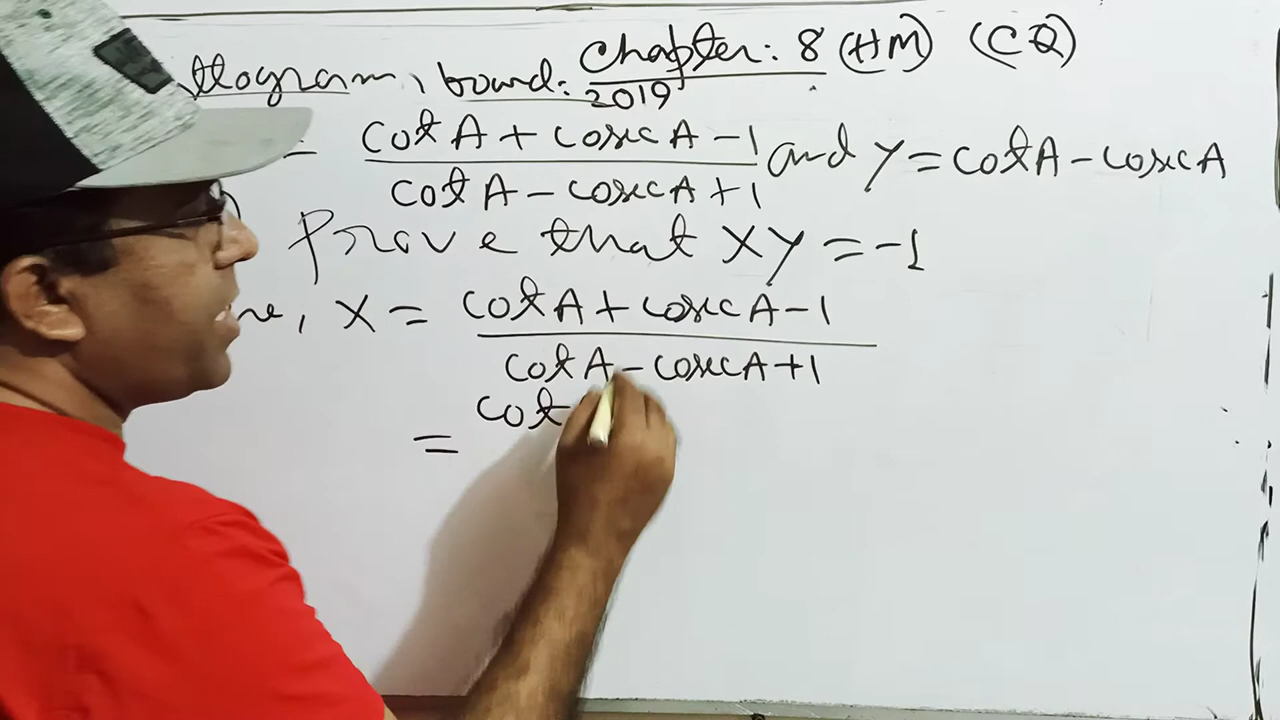 Chapter: 8 (HM) (CQ)
board: 2019
= cotA + cosecA - 1 / cotA - cosecA + 1 and Y = cotA - cosecA
Prove that XY = -1
X = cotA + cosecA - 1 / cotA - cosecA + 1
= cot